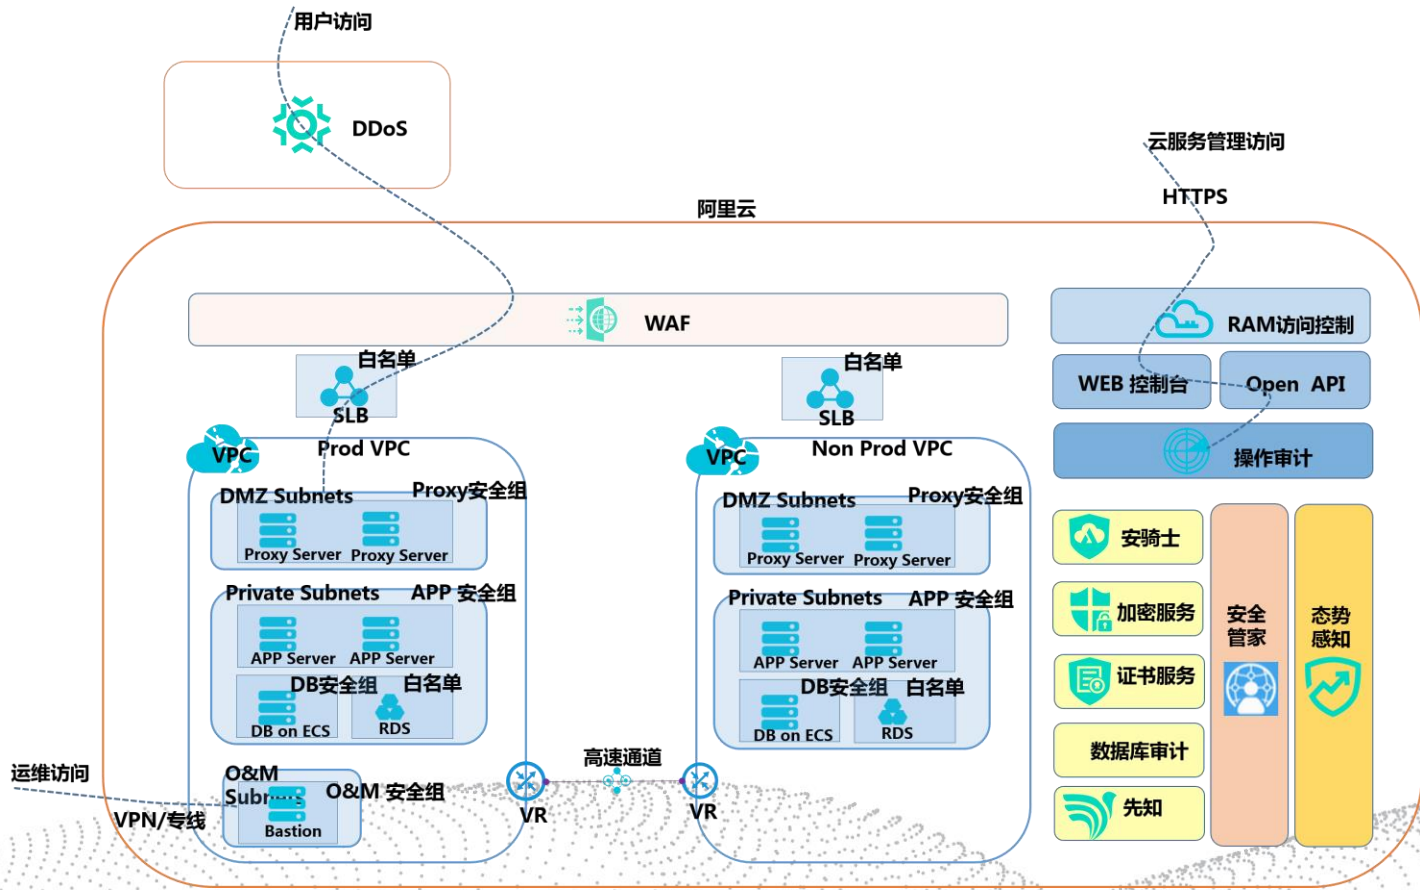 用户访问
DDoS
云服务管理访问
HTTPS
阿里云
WAF
RAM访问控制
WEB 控制台
Open API
操作审计
白名单
SLB
白名单
SLB
VPC
Prod VPC
DMZ Subnets
Proxy安全组
Proxy Server
Proxy Server
Private Subnets
APP 安全组
APP Server
APP Server
DB安全组
白名单
DB on ECS
RDS
O&M
Subnets
O&M 安全组
Bastion
运维访问
VPN/专线
VR
高速通道
VR
VPC
Non Prod VPC
DMZ Subnets
Proxy安全组
Proxy Server
Proxy Server
Private Subnets
APP 安全组
APP Server
APP Server
DB安全组
白名单
DB on ECS
RDS
安骑士
加密服务
证书服务
数据库审计
先知
安全
管家
态势
感知